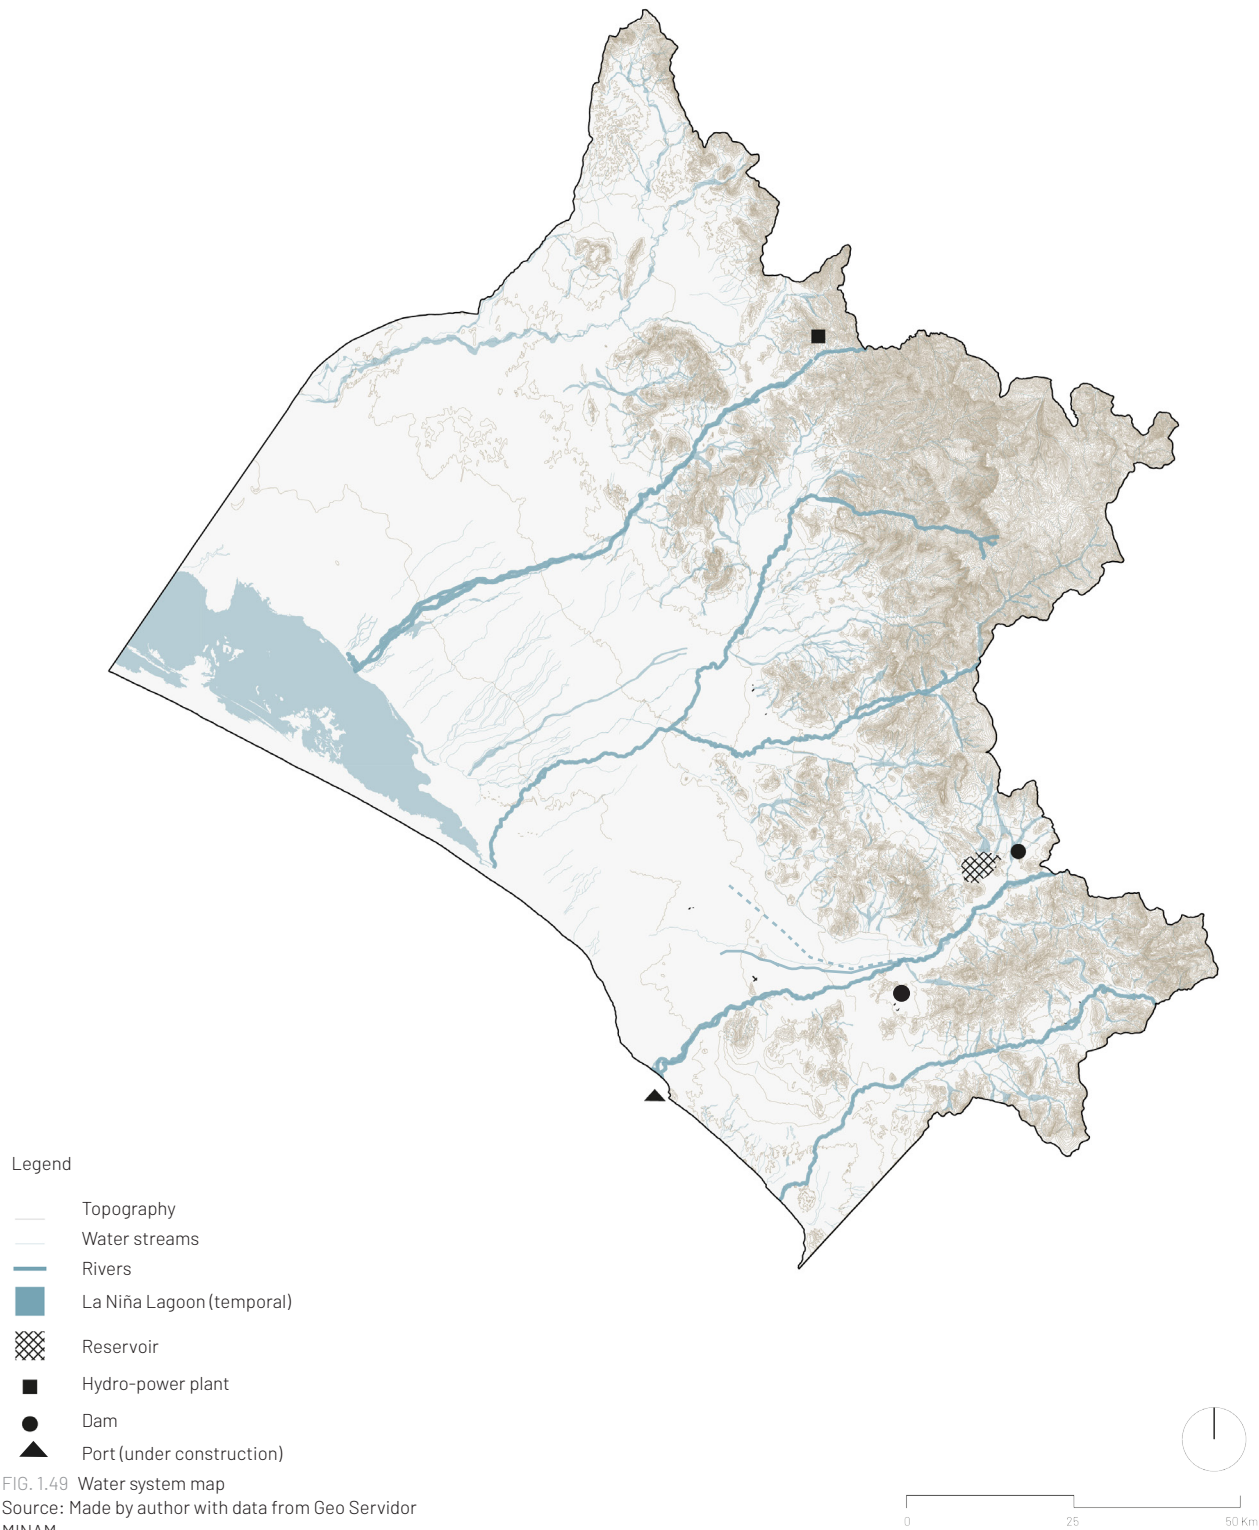 Legend
Topography
Water streams
Rivers
La Niña Lagoon (temporal)
Reservoir
Hydro-power plant
Dam
Port (under construction)
FIG. 1.49 Water system map
Source: Made by author with data from Geo Servidor
MINAM
0 25 50 Km